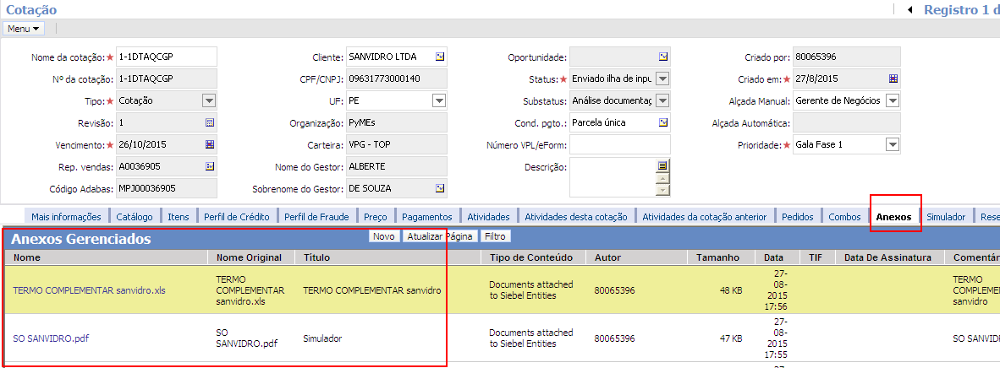 Cotação
Registro 1 d
Menu
Nome da cotação:★ 1-1DTAQCGP Cliente: SANVIDRO LTDA Oportunidade: Criado por: 80065396
Nº da cotação: 1-1DTAQCGP CPF/CNPJ: 09631773000140 Status:★ Enviado ilha de inpu Criado em:★ 27/8/2015
Tipo:★ Cotação UF: PE Substatus: Análise documentaç Alçada Manual: Gerente de Negócios
Revisão: 1 Organização: PyMEs Cond. pgto.: Parcela única Alçada Automática:
Vencimento:★ 26/10/2015 Carteira: VPG - TOP Número VPL/eForm: Prioridade:★ Gala Fase 1
Rep. vendas: A0036905 Nome do Gestor: ALBERTE Descrição:
Código Adabas: MPJ00036905 Sobrenome do Gestor: DE SOUZA
Mais informações Catálogo Itens Perfil de Crédito Perfil de Fraude Preço Pagamentos Atividades Atividades desta cotação Atividades da cotação anterior Pedidos Combos Anexos Simulador Rese
Anexos Gerenciados Novo Atualizar Página Filtro
Nome Nome Original Título Tipo de Conteúdo Autor Tamanho Data TIF Data De Assinatura Comentár
TERMO COMPLEMENTAR sanvidro.xls
TERMO
COMPLEMENTAR
sanvidro.xls
TERMO COMPLEMENTAR sanvidro
Documents attached
to Siebel Entities
80065396
48 KB
27-
08-
2015
17:56
TERMO
COMPLEME
sanvidro
SO SANVIDRO.pdf
SO
SANVIDRO.pdf
Simulador
Documents attached
to Siebel Entities
80065396
47 KB
27-
08-
2015
17:55
SO SANVID